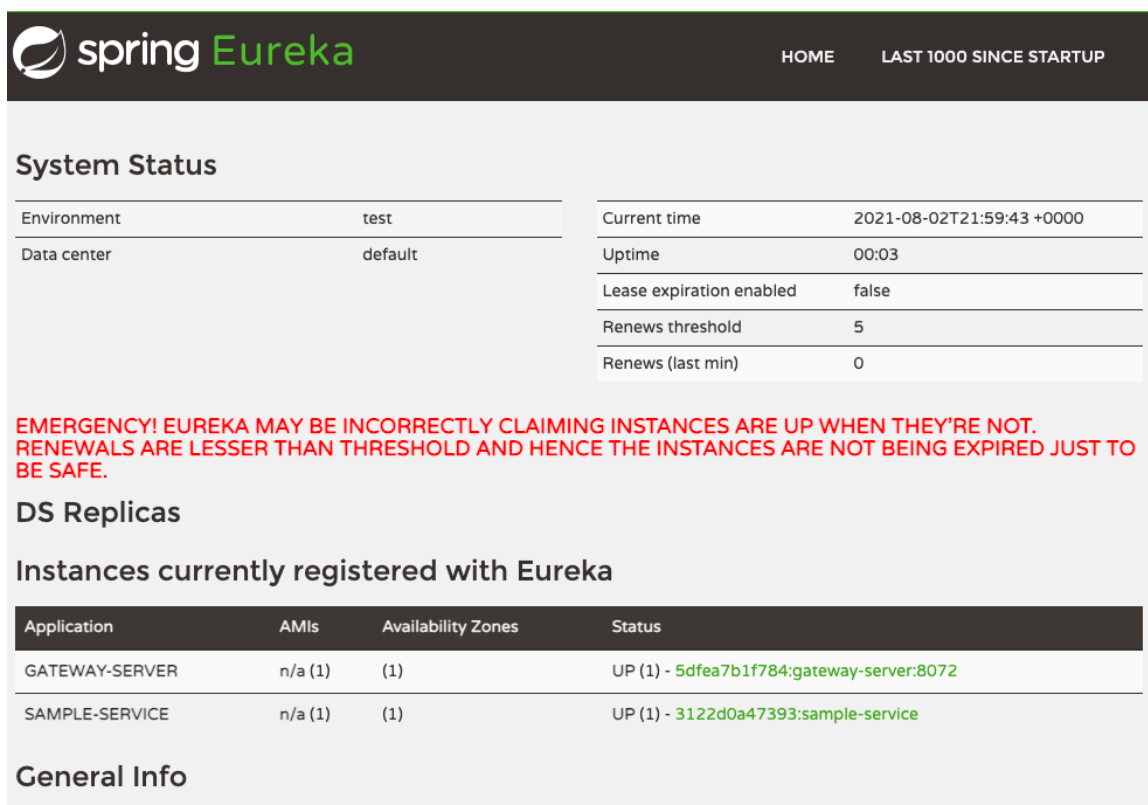 spring Eureka
HOME LAST 1000 SINCE STARTUP
System Status
Environment test
Data center default
Current time 2021-08-02T21:59:43 +0000
Uptime 00:03
Lease expiration enabled false
Renews threshold 5
Renews (last min) 0
EMERGENCY! EUREKA MAY BE INCORRECTLY CLAIMING INSTANCES ARE UP WHEN THEY'RE NOT.
RENEWALS ARE LESSER THAN THRESHOLD AND HENCE THE INSTANCES ARE NOT BEING EXPIRED JUST TO
BE SAFE.
DS Replicas
Instances currently registered with Eureka
Application AMIs Availability Zones Status
GATEWAY-SERVER n/a (1) (1) UP (1) - 5dfea7b1f784:gateway-server:8072
SAMPLE-SERVICE n/a (1) (1) UP (1) - 3122d0a47393:sample-service
General Info